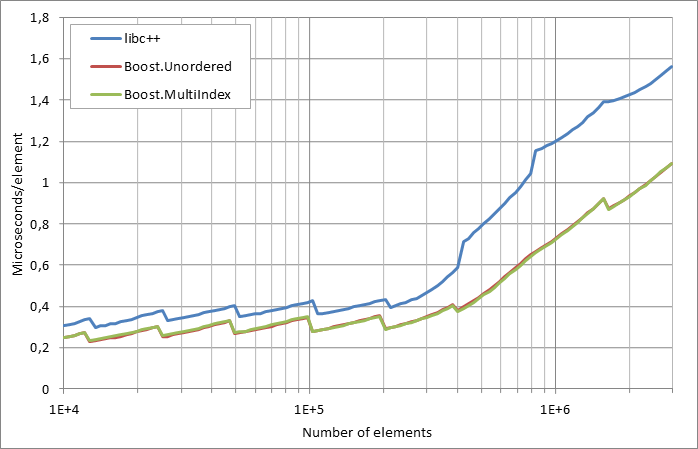 1,8
1,6
1,4
1,2
1
0,8
0,6
0,4
0,2
0
Microseconds/element
libc++
Boost.Unordered
Boost.MultiIndex
1E+4
1E+5
1E+6
Number of elements